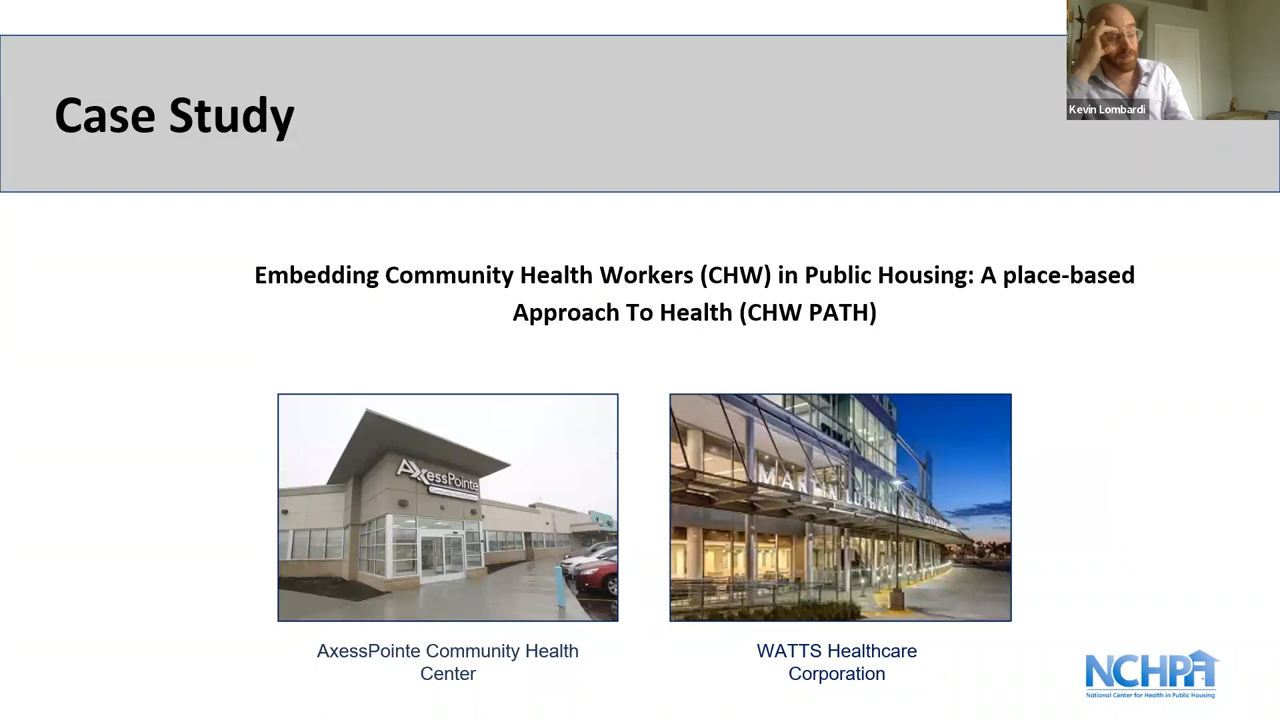 Kevin Lombardi
Case Study
Embedding Community Health Workers (CHW) in Public Housing: A place-based
Approach To Health (CHW PATH)
AxessPointe
MARTIN LUTHER
AxessPointe Community Health
Center
WATTS Healthcare
Corporation
NCHPH
National Center for Health in Public Housing